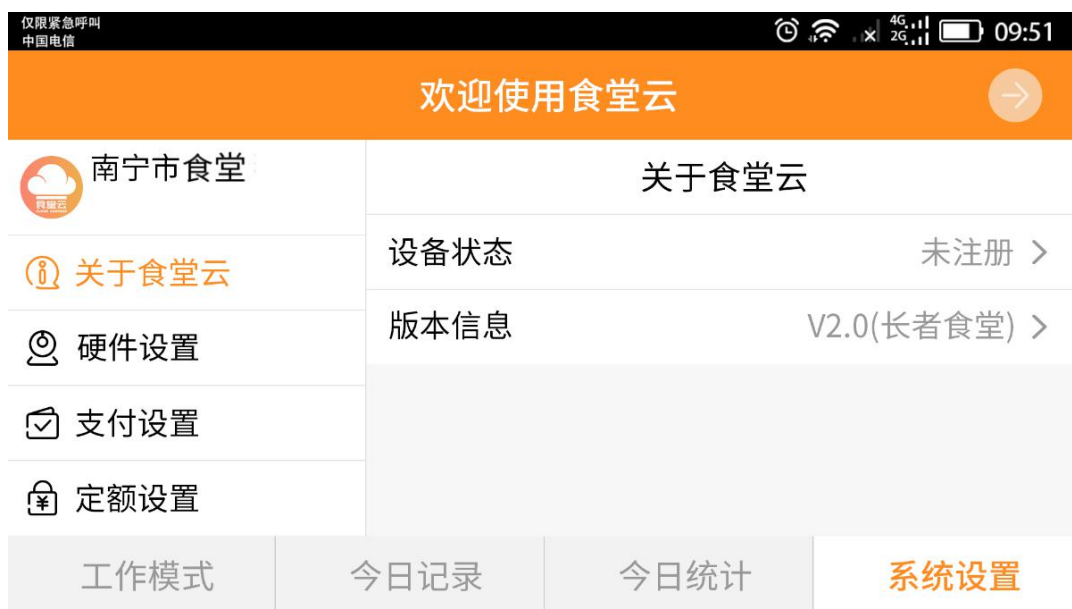 仅限紧急呼叫
中国电信
4G
2G
09:51
欢迎使用食堂云
南宁市食堂
食堂云
关于食堂云
硬件设置
支付设置
定额设置
关于食堂云
设备状态 未注册
版本信息 V2.0(长者食堂)
工作模式 今日记录 今日统计 系统设置